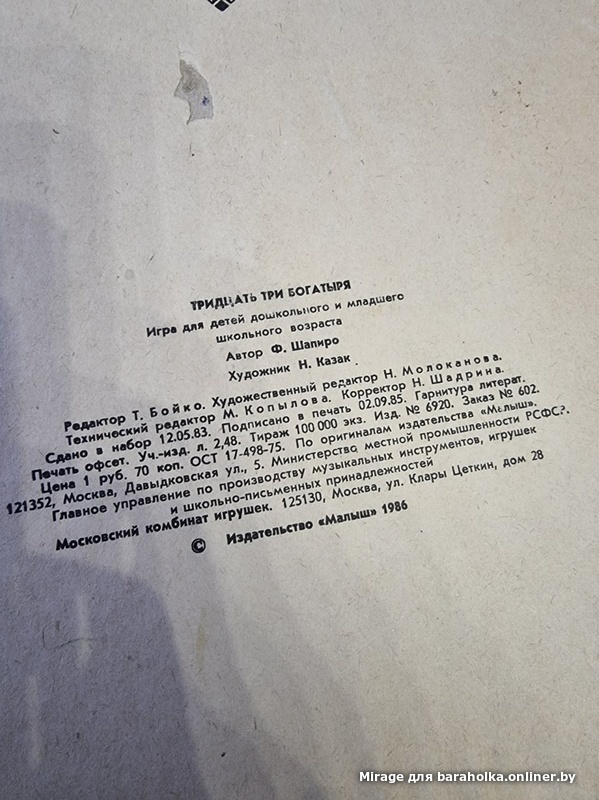 ТРИДЦАТЬ ТРИ БОГАТЫРЯ
Игра для детей дошкольного и младшего
школьного возраста
Автор Ф. Шапиро
Художник Н. Казак
Редактор Т. Бойко. Художественный редактор Н. Молоканова.
Технический редактор М. Копылова. Корректор Н. Шадрина.
Сдано в набор 12.05.83. Подписано в печать 02.09.85. Гарнитура литерат.
Печать офсет. Уч.-изд. л. 2,48. Тираж 100 000 экз. Изд. № 6920. Заказ № 602.
Цена 1 руб. 70 коп. ОСТ 17-498-75. По оригиналам издательства «Малыш».
121352, Москва, Давыдковская ул., 5. Министерство местной промышленности РСФС?.
Главное управление по производству музыкальных инструментов, игрушек
и школьно-письменных принадлежностей
Московский комбинат игрушек. 125130, Москва, ул. Клары Цеткин, дом 28
© Издательство «Малыш» 1986
Mirage для baraholka.onliner.by